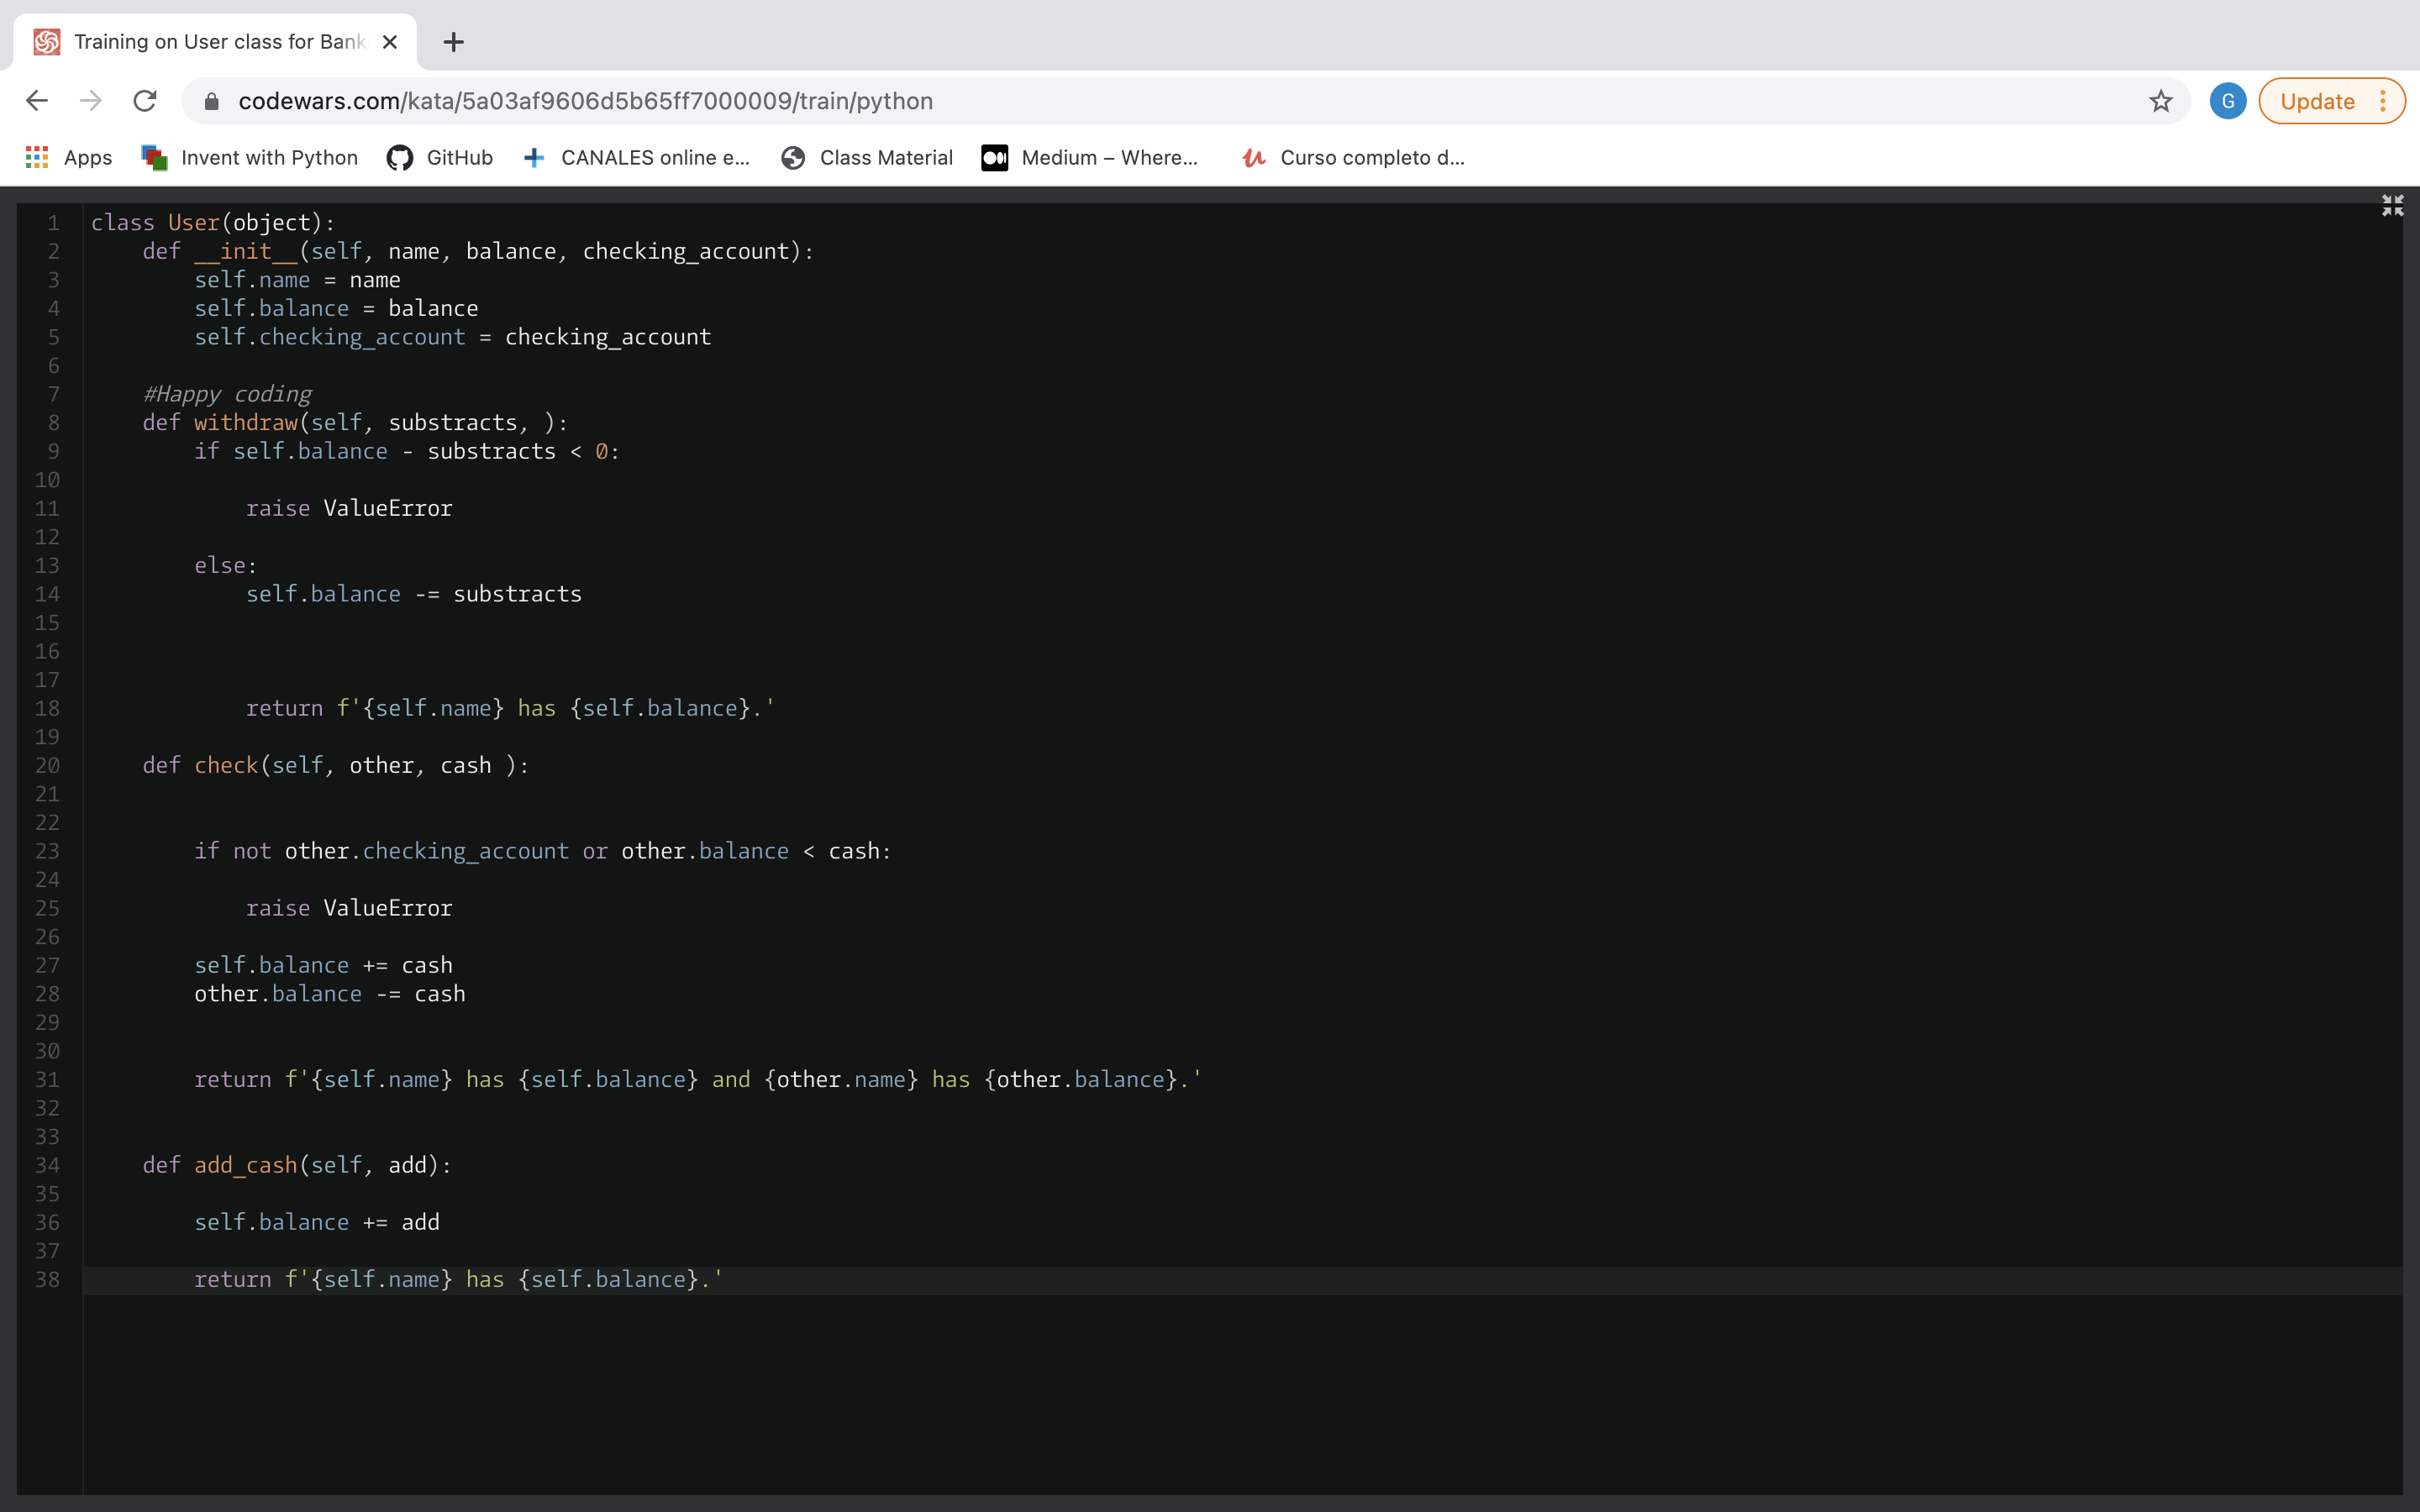 Training on User class for Bank
codewars.com/kata/5a03af9606d5b65ff7000009/train/python
G
Update
Apps
Invent with Python
GitHub
CANALES online e...
Class Material
Medium – Where...
Curso completo d...
1 class User(object):
2     def __init__(self, name, balance, checking_account):
3         self.name = name
4         self.balance = balance
5         self.checking_account = checking_account
6
7     #Happy coding
8     def withdraw(self, substracts, ):
9         if self.balance - substracts < 0:
10
11             raise ValueError
12
13         else:
14             self.balance -= substracts
15
16
17
18             return f'{self.name} has {self.balance}.'
19
20     def check(self, other, cash ):
21
22
23         if not other.checking_account or other.balance < cash:
24
25             raise ValueError
26
27         self.balance += cash
28         other.balance -= cash
29
30
31         return f'{self.name} has {self.balance} and {other.name} has {other.balance}.'
32
33
34     def add_cash(self, add):
35
36         self.balance += add
37
38         return f'{self.name} has {self.balance}.'